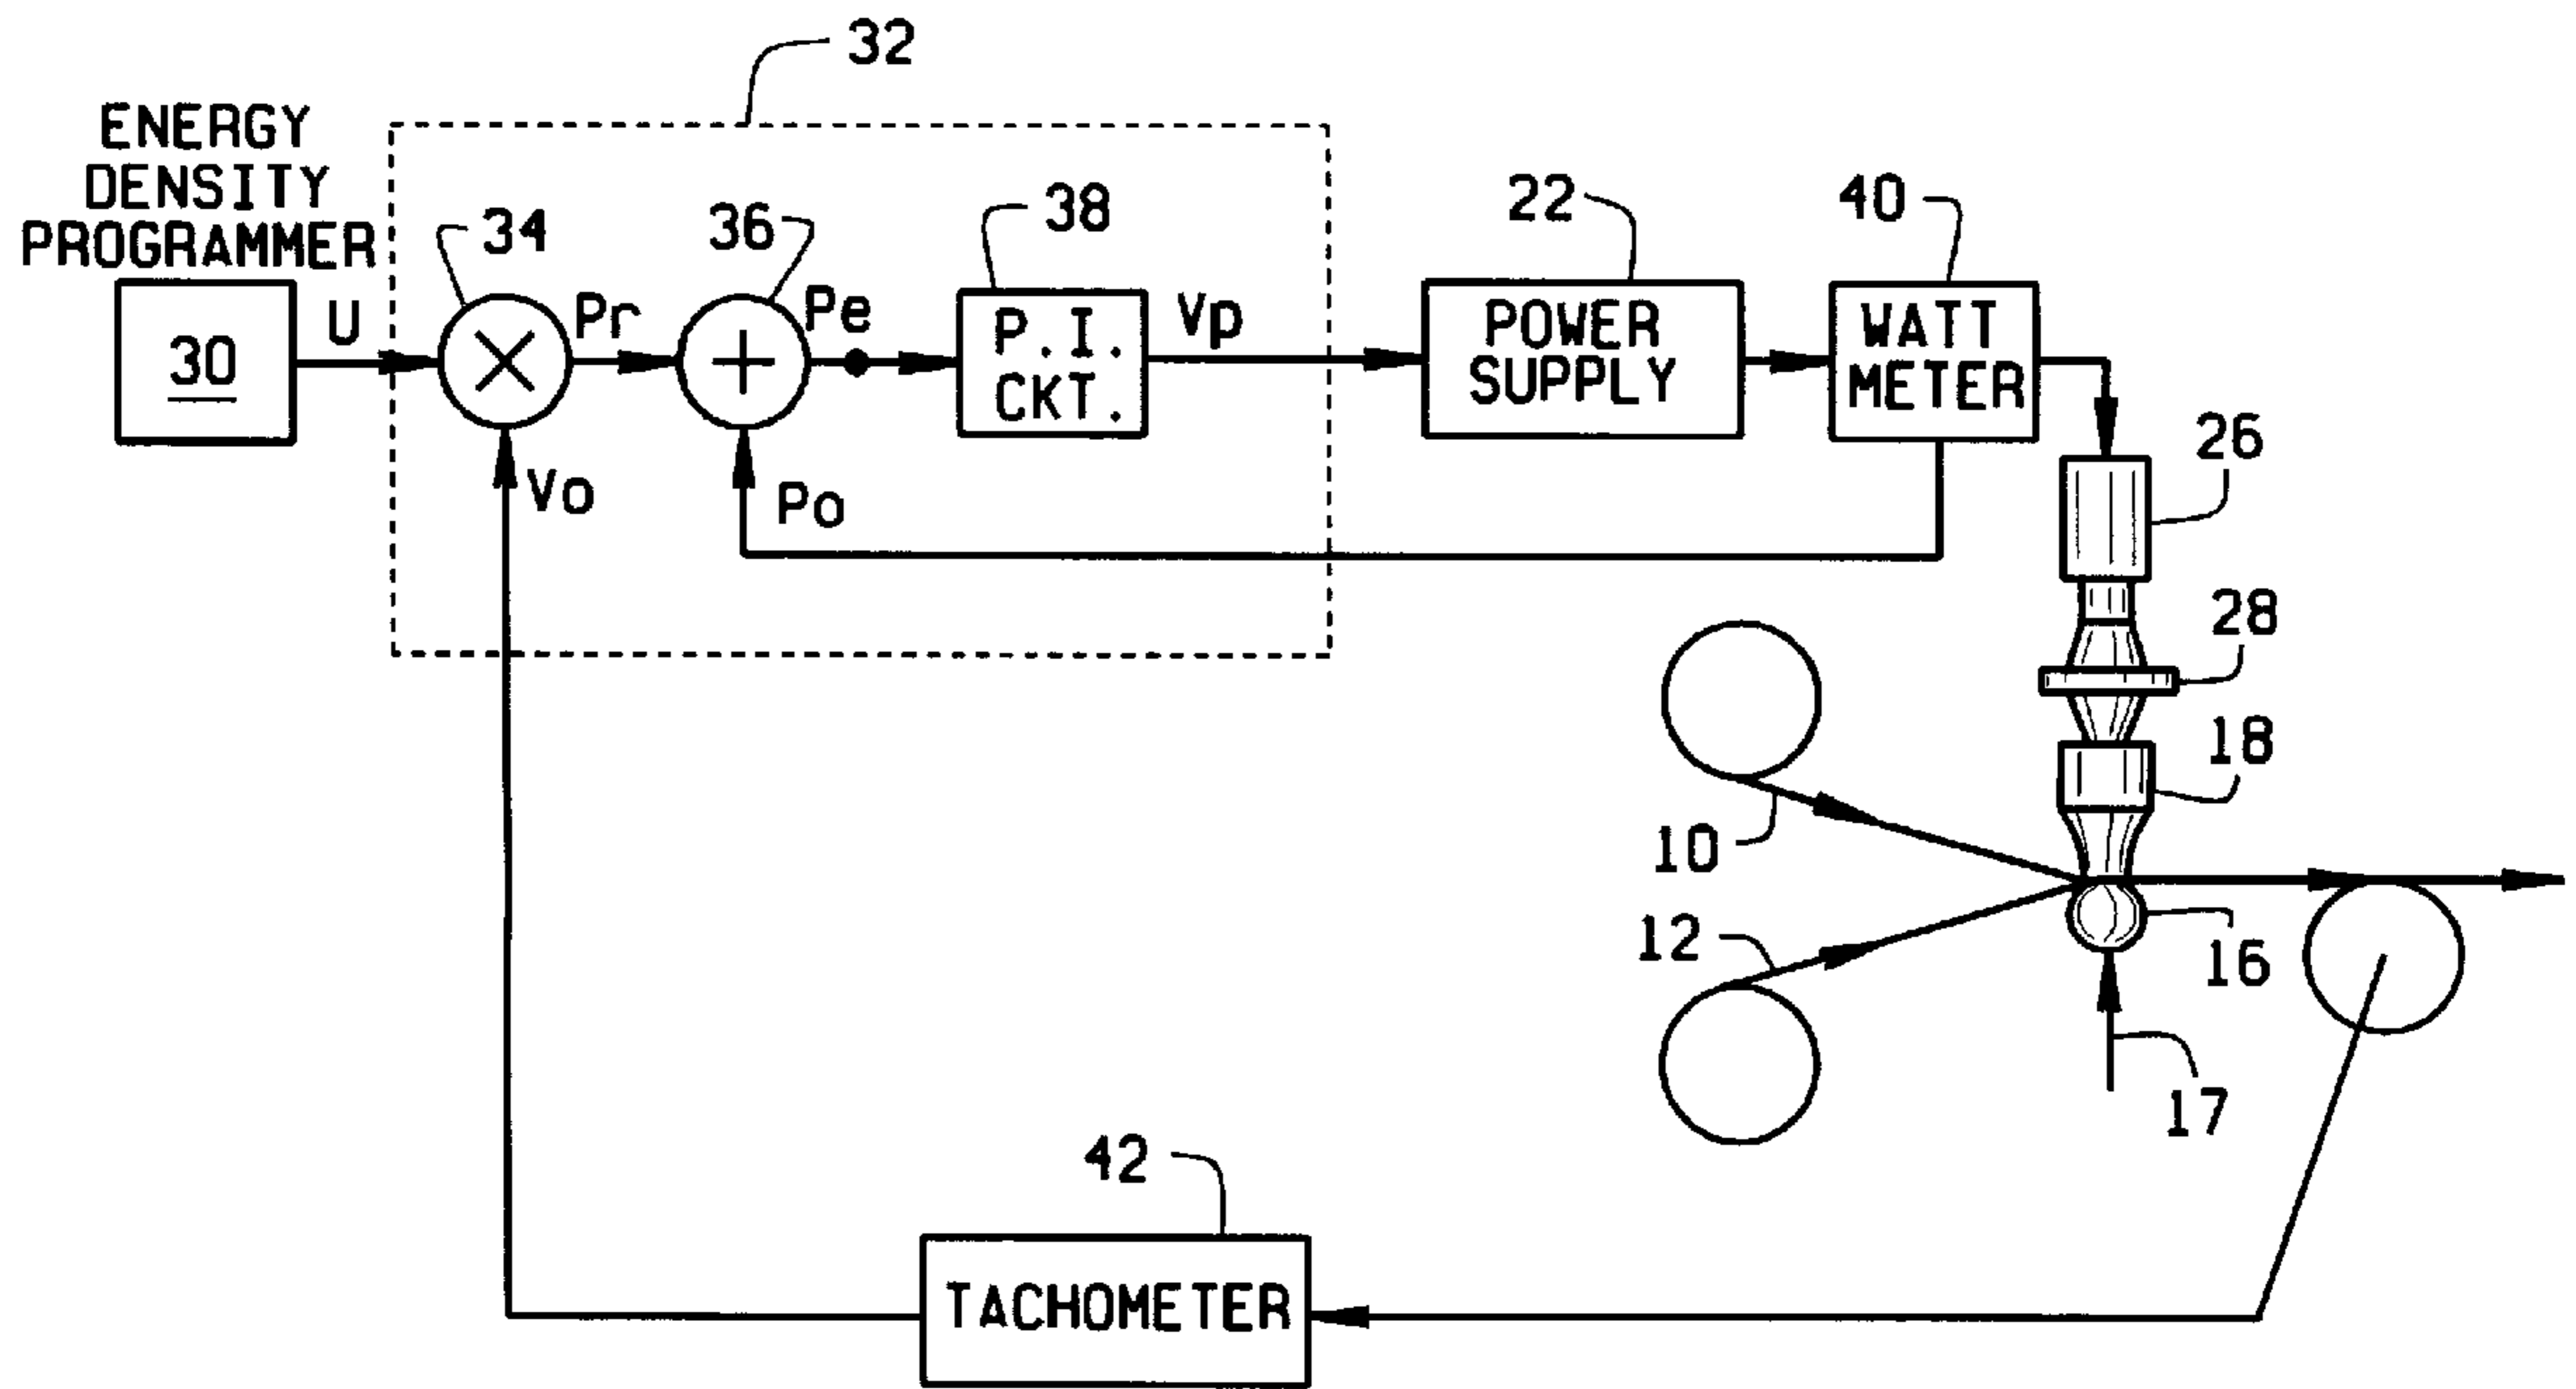 32
ENERGY
DENSITY
PROGRAMMER
34
36
38
22
40
30
U
Pr
Pe
P.I.
CKT.
Vp
POWER
SUPPLY
WATT
METER
Vo
Po
26
28
18
10
12
16
17
42
TACHOMETER